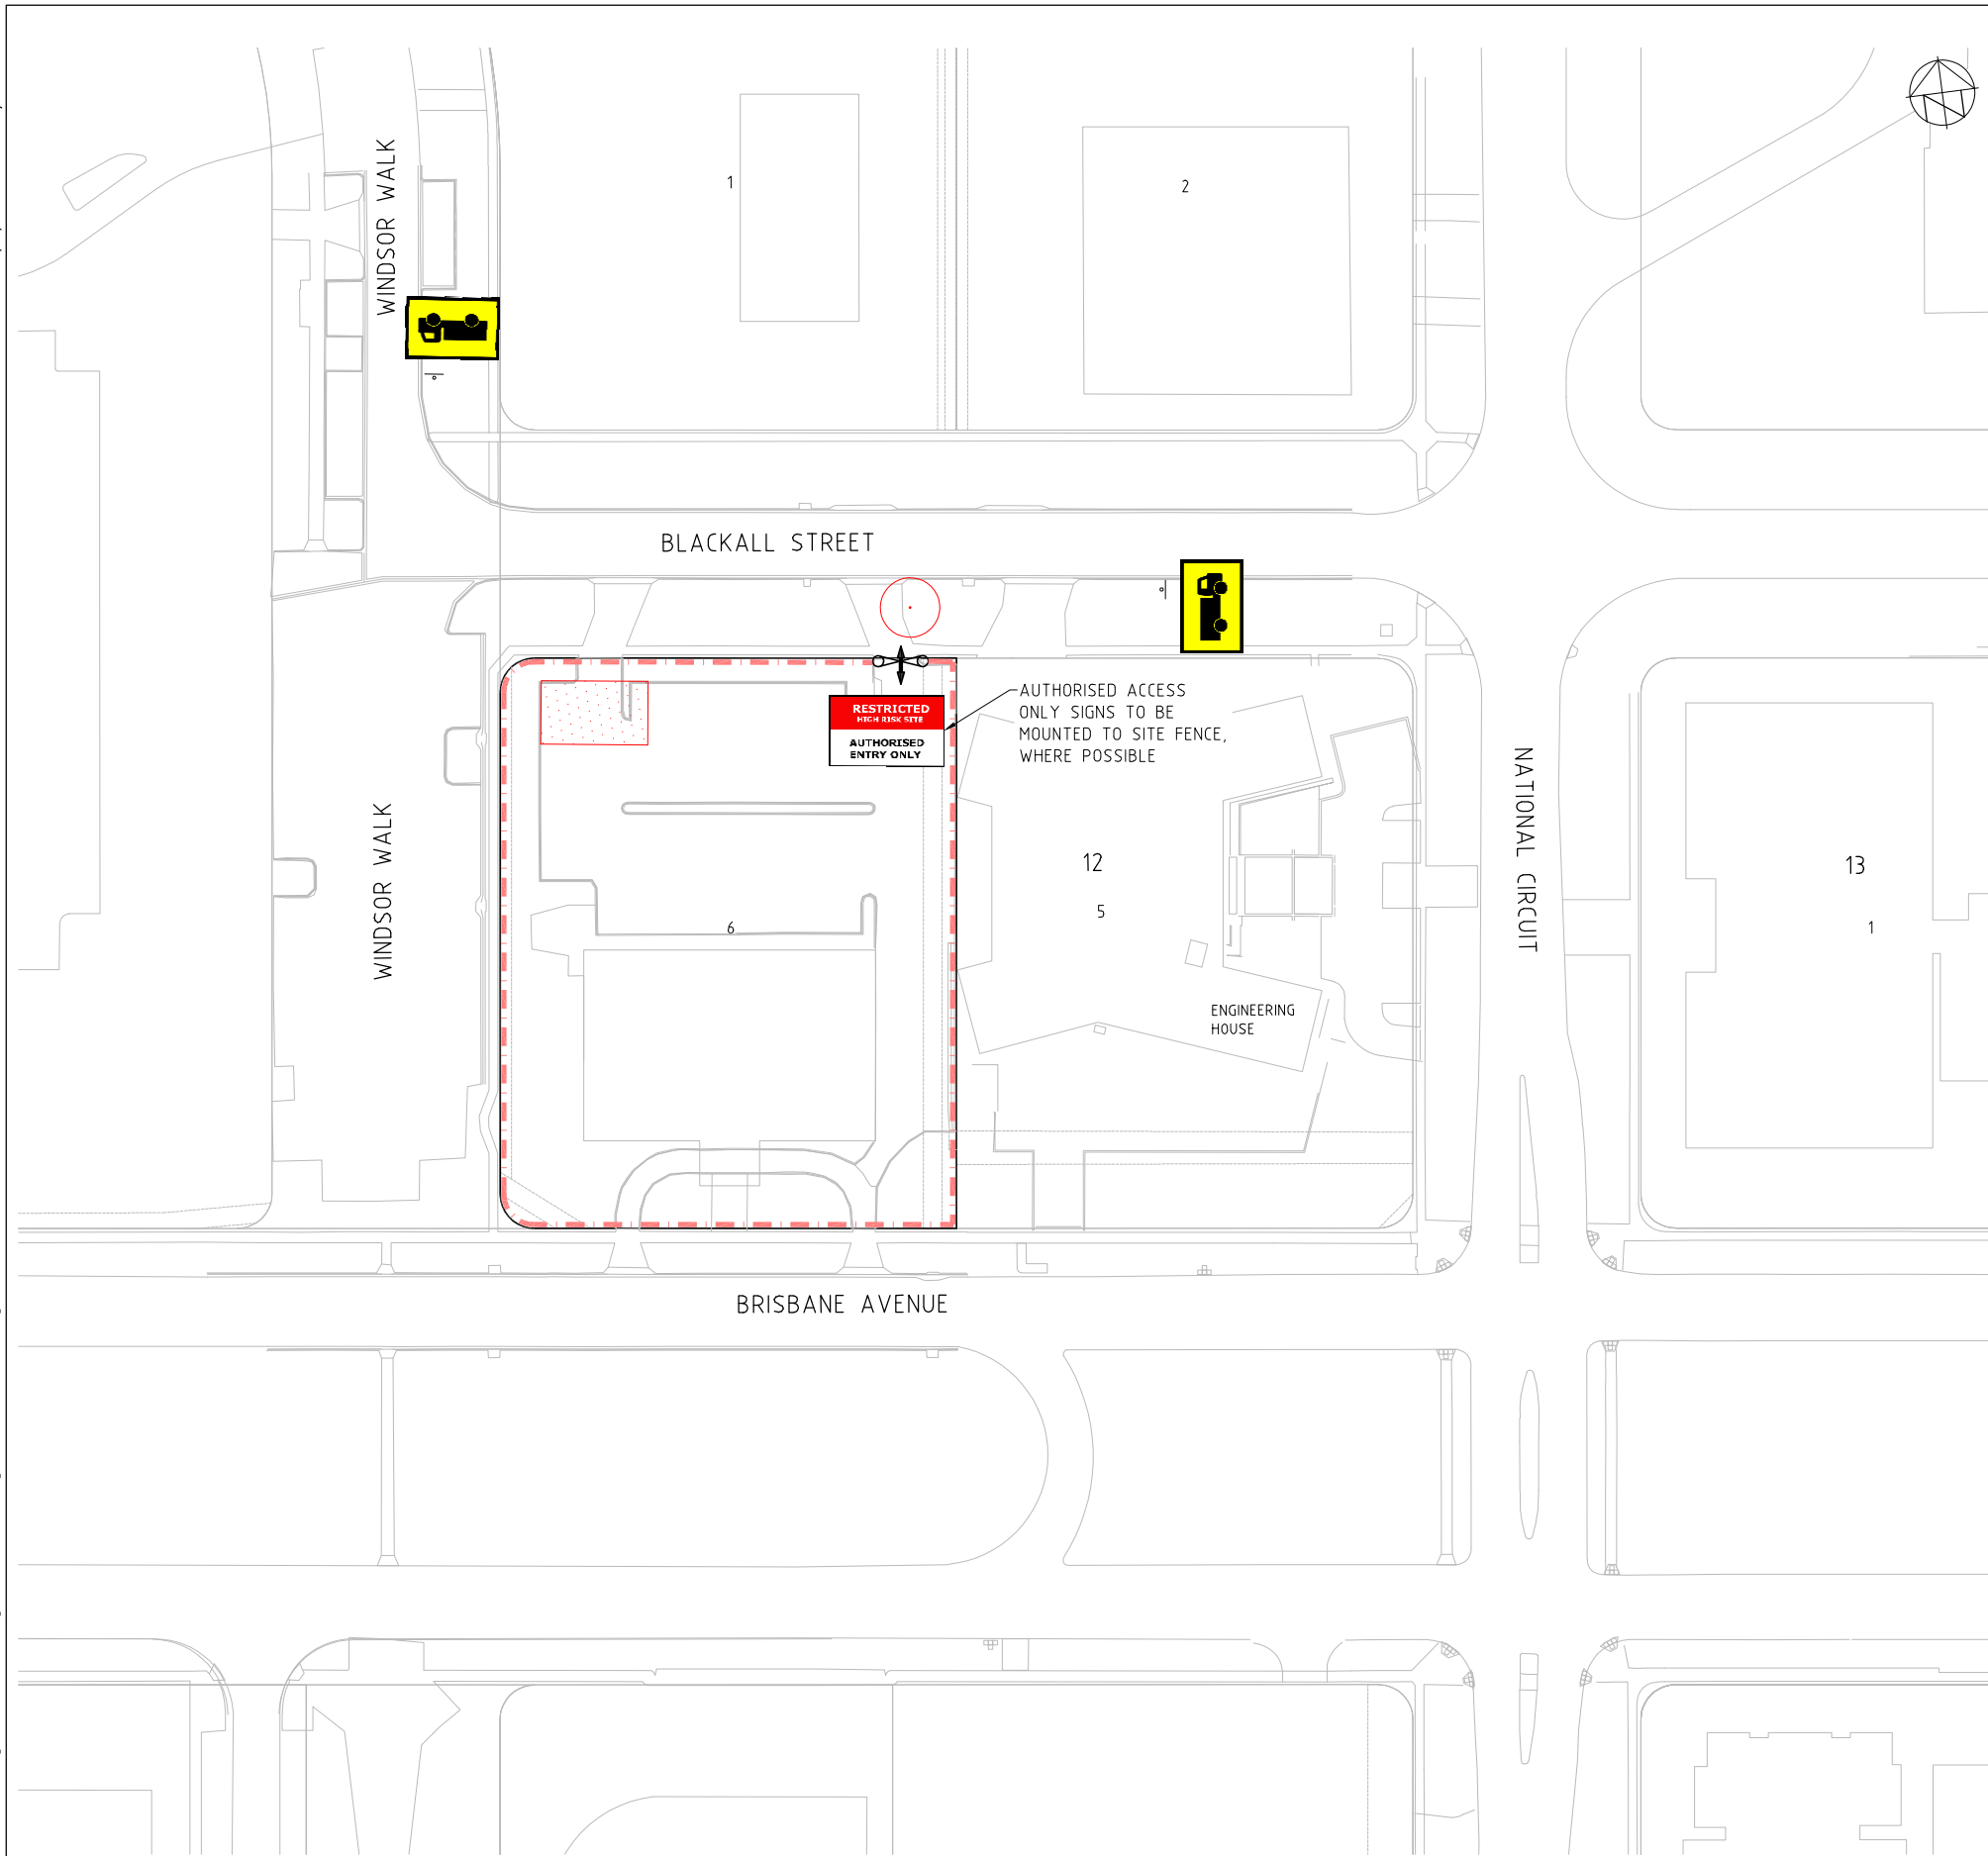 WINDSOR WALK
1
2
BLACKALL STREET
RESTRICTED
HIGH RISK SITE
AUTHORISED
ENTRY ONLY
AUTHORISED ACCESS
ONLY SIGNS TO BE
MOUNTED TO SITE FENCE,
WHERE POSSIBLE
WINDSOR WALK
NATIONAL CIRCUIT
12
5
6
13
1
ENGINEERING
HOUSE
BRISBANE AVENUE